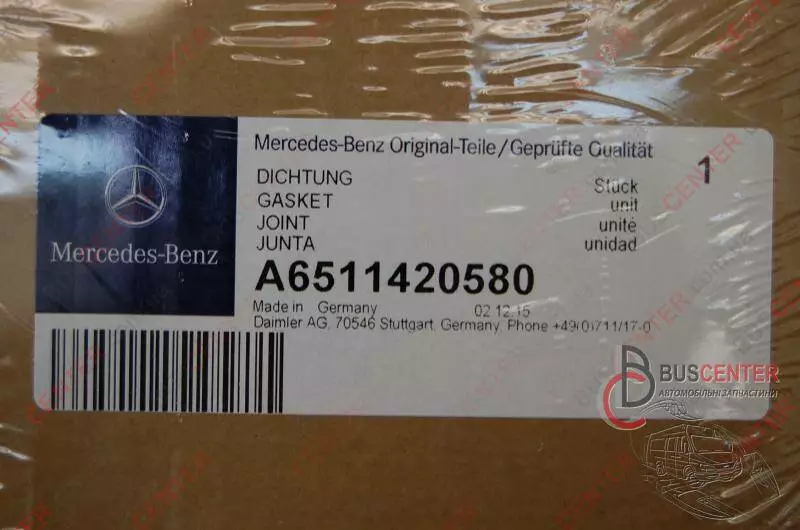 Mercedes-Benz Original-Teile/Geprüfte Qualität
1
DICHTUNG Stück
GASKET unit
JOINT unité
JUNTA unidad
Mercedes-Benz
A6511420580
Made in Germany 02.12.15
Daimler AG, 70546 Stuttgart, Germany, Phone +49(0)711/17-0
BUSCENTER
АВТОМОБІЛЬНІ ЗАПЧАСТИНИ